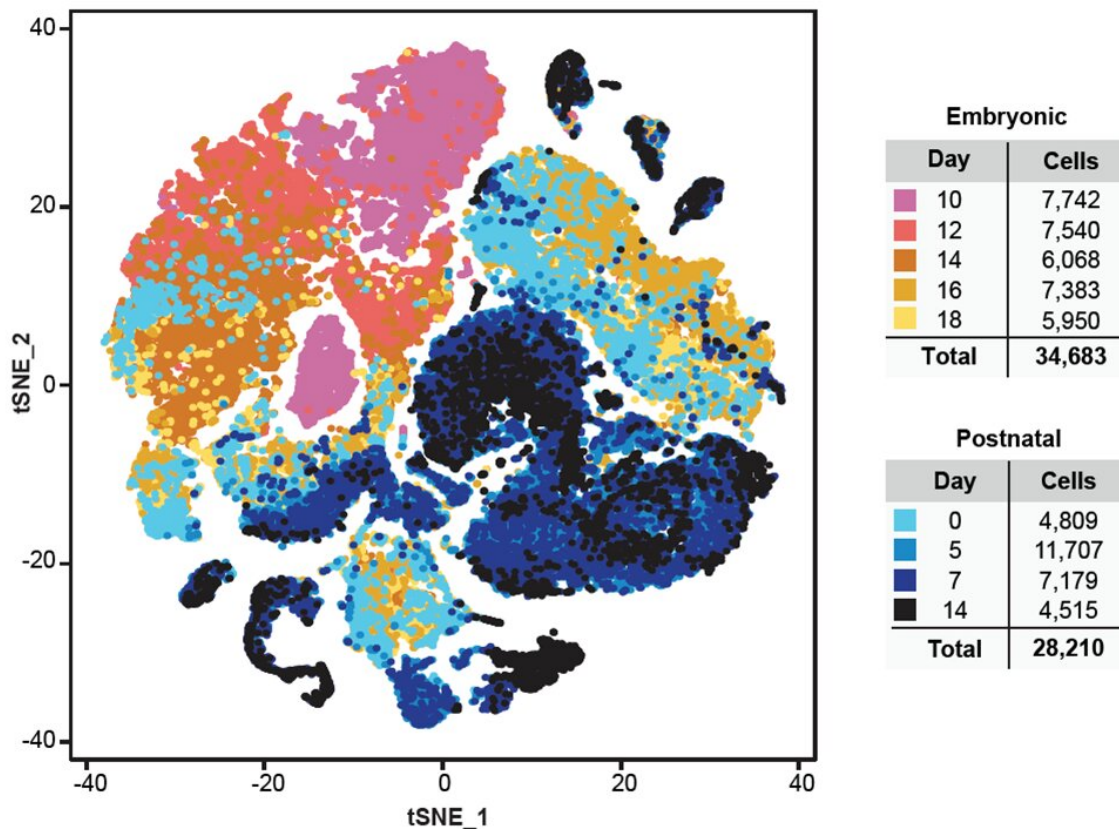 40
20
0
-20
-40
tSNE_2
-40 -20 0 20 40
tSNE_1
Embryonic
Day Cells
10 7,742
12 7,540
14 6,068
16 7,383
18 5,950
Total 34,683
Postnatal
Day Cells
0 4,809
5 11,707
7 7,179
14 4,515
Total 28,210